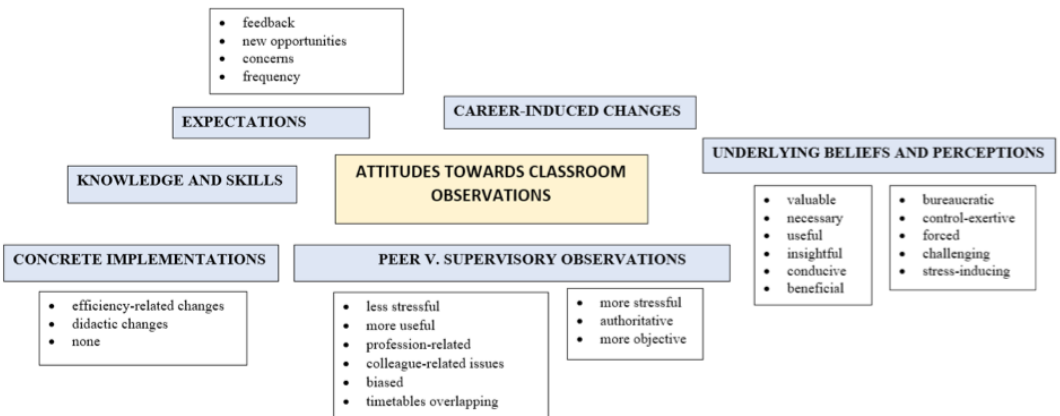 • feedback
• new opportunities
• concerns
• frequency
EXPECTATIONS
CAREER-INDUCED CHANGES
KNOWLEDGE AND SKILLS
ATTITUDES TOWARDS CLASSROOM
OBSERVATIONS
UNDERLYING BELIEFS AND PERCEPTIONS
• valuable
• necessary
• useful
• insightful
• conducive
• beneficial
• bureaucratic
• control-exertive
• forced
• challenging
• stress-inducing
CONCRETE IMPLEMENTATIONS
• efficiency-related changes
• didactic changes
• none
PEER V. SUPERVISORY OBSERVATIONS
• less stressful
• more useful
• profession-related
• colleague-related issues
• biased
• timetables overlapping
• more stressful
• authoritative
• more objective